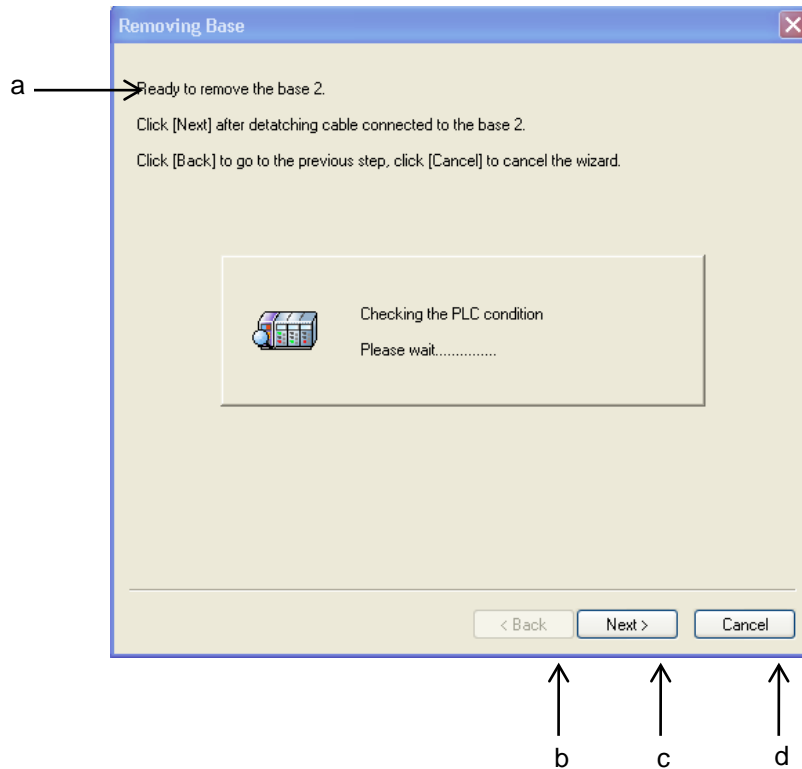 Removing Base
a
Ready to remove the base 2.
Click [Next] after detatching cable connected to the base 2.
Click [Back] to go to the previous step, click [Cancel] to cancel the wizard.
Checking the PLC condition
Please wait...............
< Back
Next >
Cancel
b
c
d